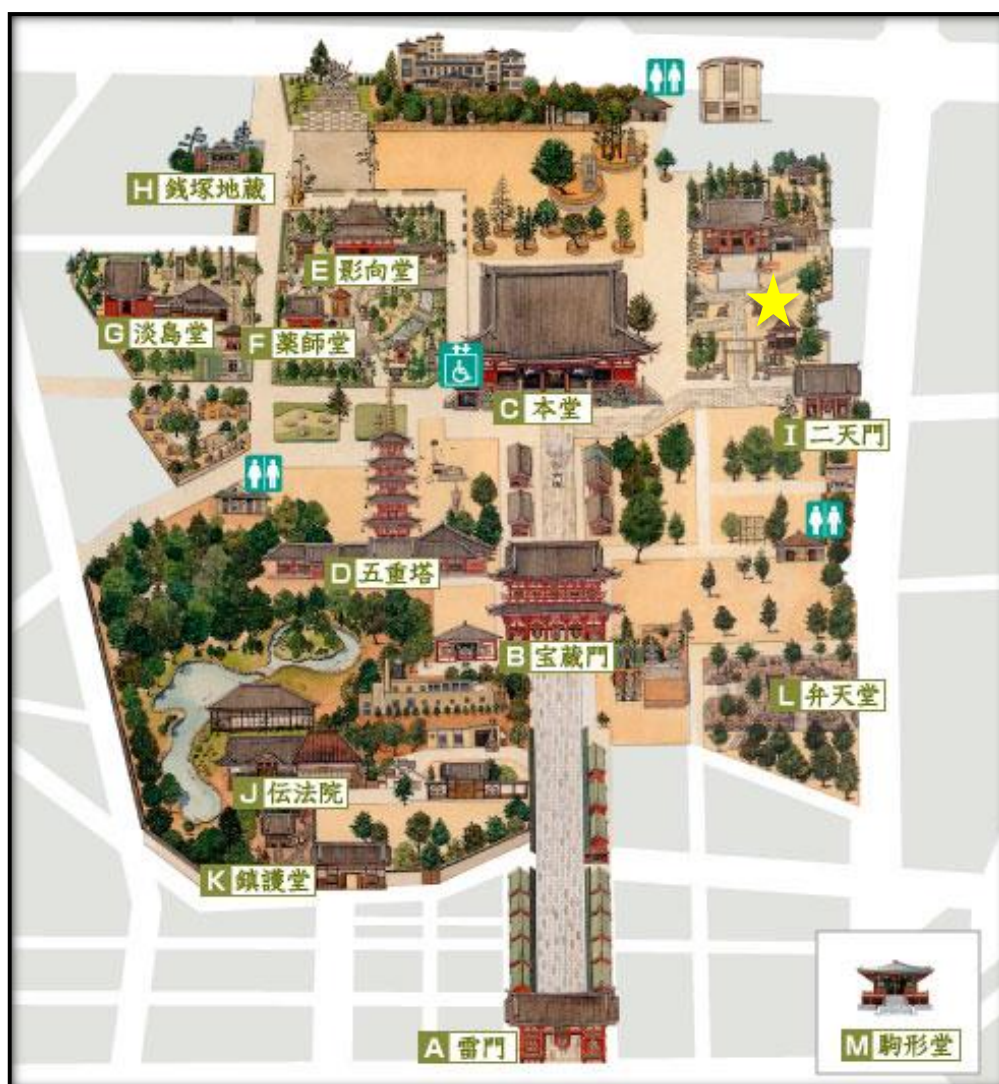 H 銭塚地蔵
E 影向堂
G 淡島堂
F 薬師堂
C 本堂
I 二天門
D 五重塔
B 宝蔵門
L 弁天堂
J 伝法院
K 鎮護堂
A 雷門
M 駒形堂